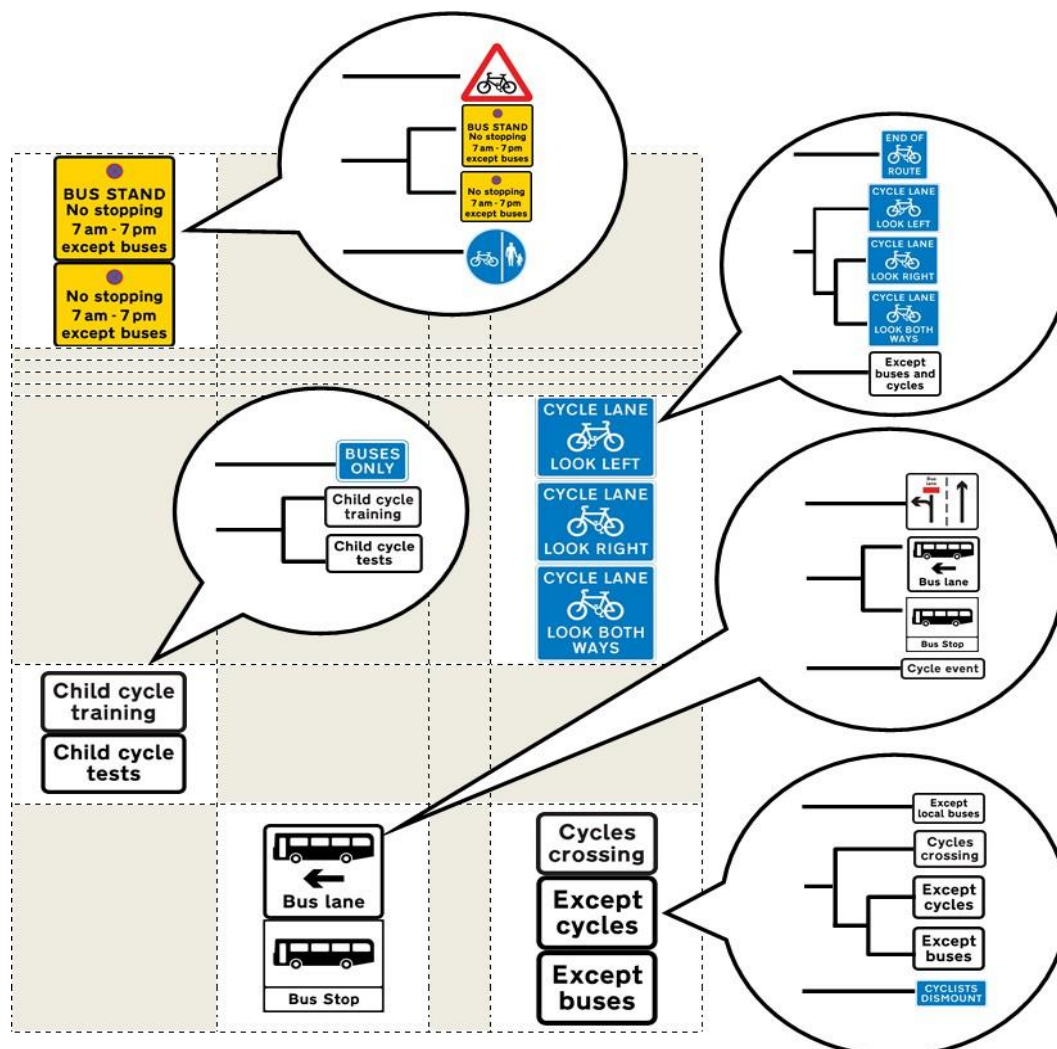 BUS STAND
No stopping
7 am - 7 pm
except buses
No stopping
7 am - 7 pm
except buses
END OF
ROUTE
CYCLE LANE
LOOK LEFT
CYCLE LANE
LOOK RIGHT
CYCLE LANE
LOOK BOTH
WAYS
Except
buses and
cycles
BUS STAND
No stopping
7 am - 7 pm
except buses
No stopping
7 am - 7 pm
except buses
BUSES
ONLY
Child cycle
training
Child cycle
tests
CYCLE LANE
LOOK LEFT
CYCLE LANE
LOOK RIGHT
CYCLE LANE
LOOK BOTH
WAYS
Bus
lane
Bus lane
Bus Stop
Cycle event
Child cycle
training
Child cycle
tests
Bus lane
Bus Stop
Cycles
crossing
Except
cycles
Except
buses
Except
local buses
Cycles
crossing
Except
cycles
Except
buses
CYCLISTS
DISMOUNT